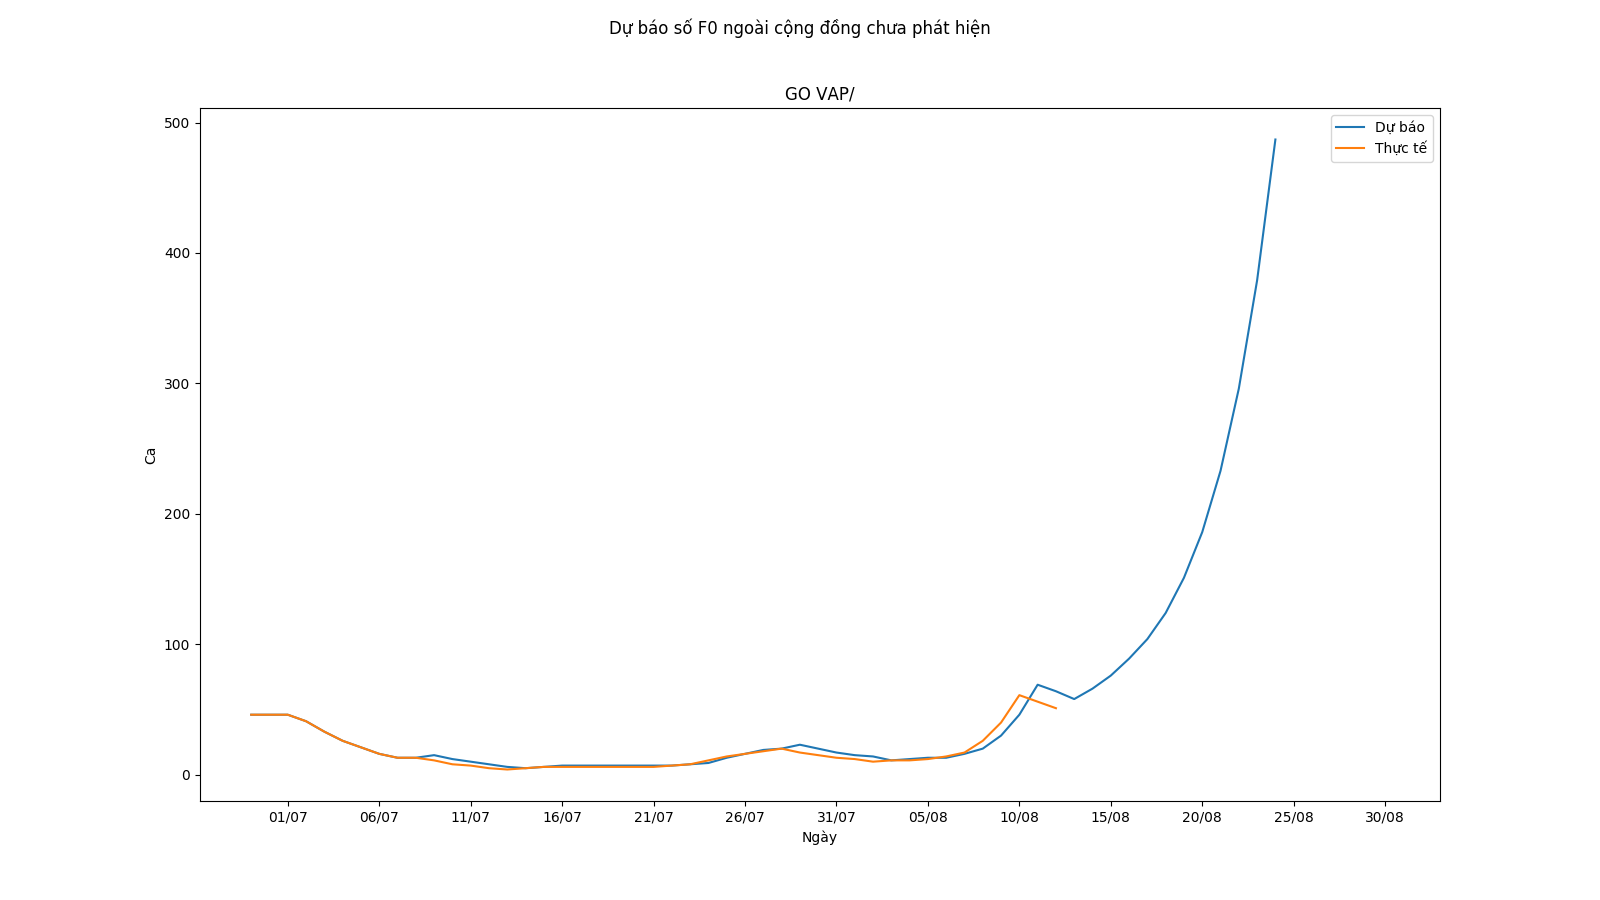 Dự báo số F0 ngoài cộng đồng chưa phát hiện
GO VAP/
Dự báo
Thực tế
500
400
300
200
100
0
Ca
01/07 06/07 11/07 16/07 21/07 26/07 31/07 05/08 10/08 15/08 20/08 25/08 30/08
Ngày